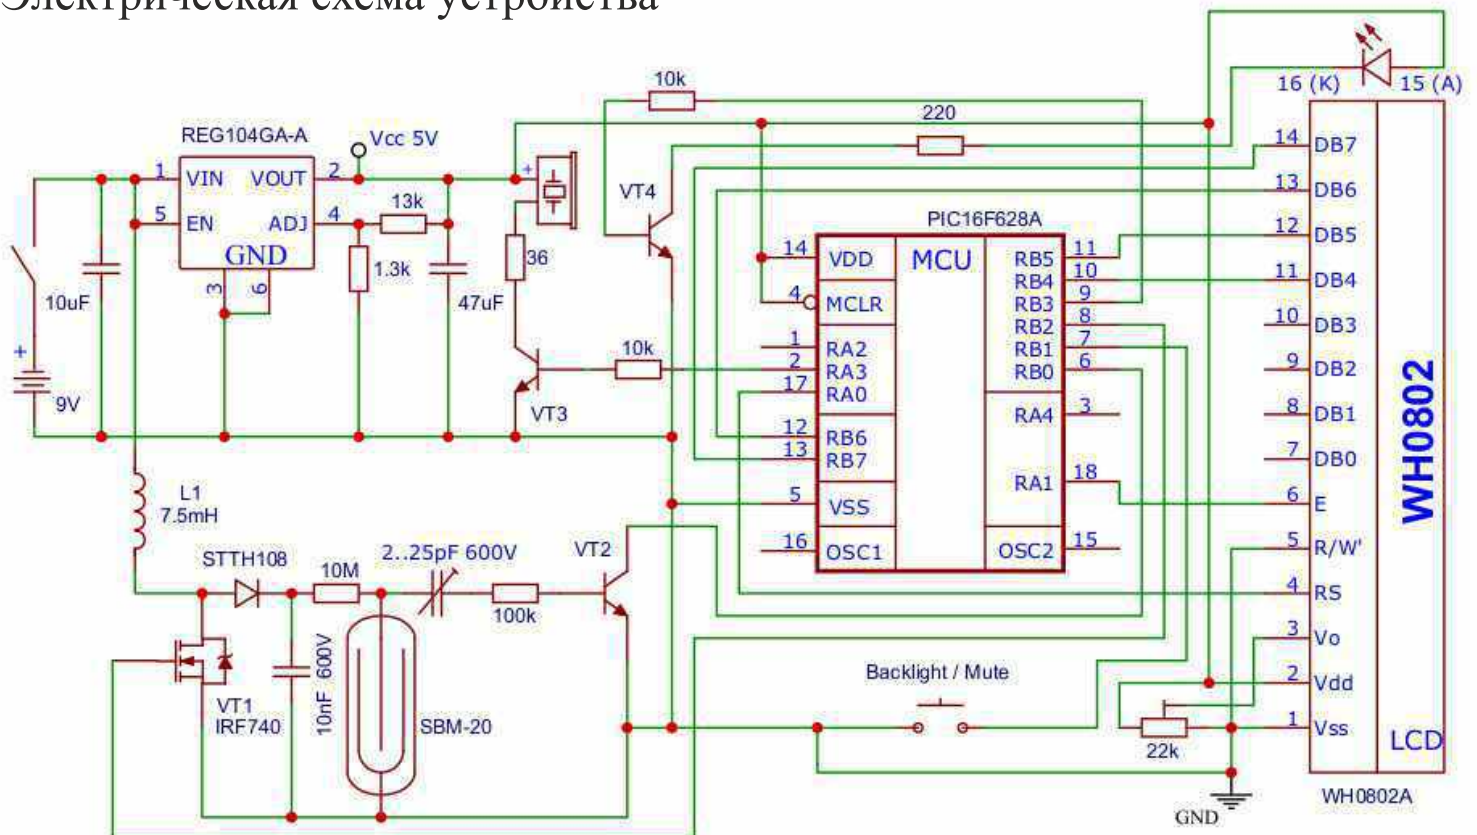 Электрическая схема устройства
10k
16 (K) 15 (A)
220
REG104GA-A
Vcc 5V
14 DB7
1 VIN VOUT 2
+
13 DB6
VT4
13k
PIC16F628A
5 EN ADJ 4
12 DB5
GND
14 VDD MCU RB5 11
36
1.3k
10 RB4
11 DB4
3 6
10uF
47uF
4 MCLR RB3 9
RB2 8
10 DB3
+
1 RA2 RB1 7
10k
2 RA3 RB0 6
9 DB2
17 RA0
9V
VT3
RA4 3
8 DB1
12 RB6
13 RB7
7 DB0
WH0802
RA1 18
L1
7.5mH
5 VSS
6 E
STTH108
2..25pF 600V
VT2
16 OSC1 OSC2 15
5 R/W'
10M
4 RS
100k
3 Vo
10nF 600V
Backlight / Mute
2 Vdd
VT1
IRF740
SBM-20
1 Vss
LCD
22k
WH0802A
GND